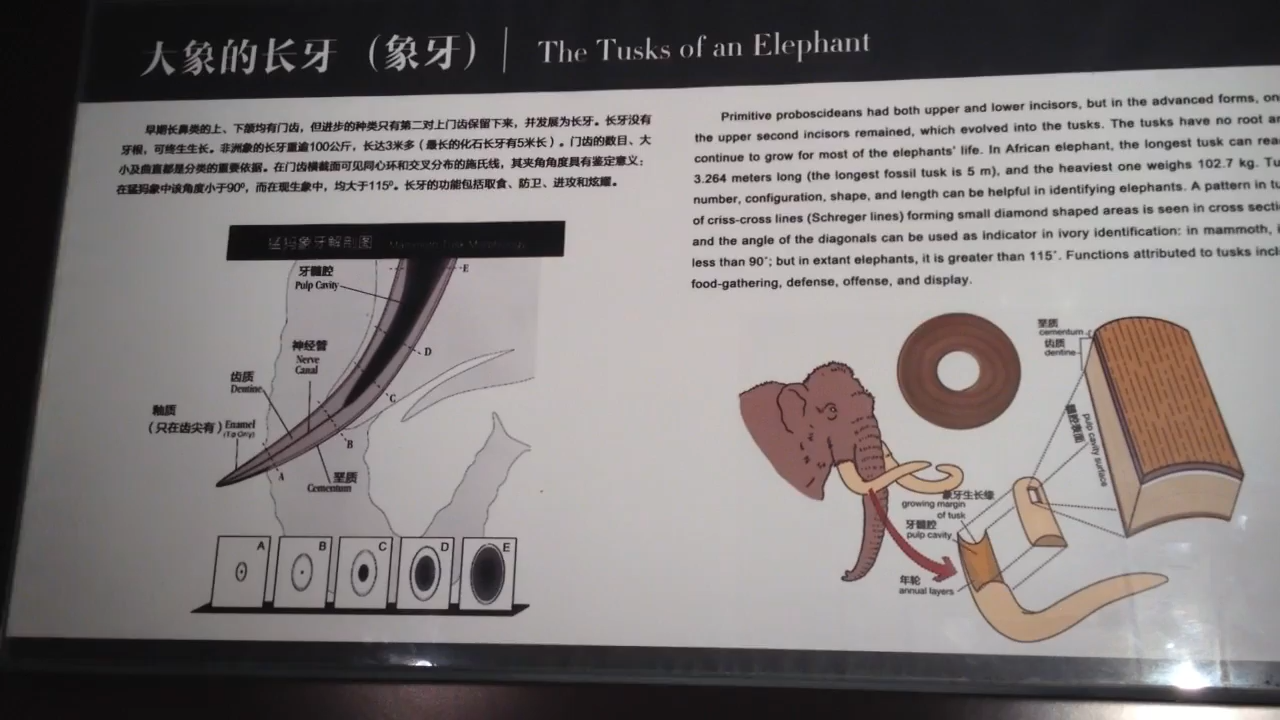 大象的长牙（象牙） | The Tusks of an Elephant
早期长鼻类的上、下颌均有门齿，但进步的种类只有第二对上门齿保留下来，并发展为长牙。长牙没有
牙根，可终生生长。非洲象的长牙重逾100公斤，长达3米多（最长的化石长牙有5米长）。门齿的数目、大
小及曲直都是分类的重要依据。在门齿横截面可见同心环和交叉分布的施氏线，其夹角角度具有鉴定意义：
在猛犸象中该角度小于90º，而在现生象中，均大于115º。长牙的功能包括取食、防卫、进攻和炫耀。
Primitive proboscideans had both upper and lower incisors, but in the advanced forms,
the upper second incisors remained, which evolved into the tusks. The tusks have no root
continue to grow for most of the elephants' life. In African elephant, the longest tusk can
3.264 meters long (the longest fossil tusk is 5 m), and the heaviest one weighs 102.7 kg.
number, configuration, shape, and length can be helpful in identifying elephants. A pattern in
of criss-cross lines (Schreger lines) forming small diamond shaped areas is seen in cross
and the angle of the diagonals can be used as indicator in ivory identification: in mammoth,
less than 90°; but in extant elephants, it is greater than 115°. Functions attributed to tusks
food-gathering, defense, offense, and display.
猛犸象牙解剖图 Mammoth Tusk Morphology
牙髓腔
Pulp Cavity
E
神经管
Nerve
Canal
D
齿质
Dentine
C
釉质
（只在齿尖有）
Enamel
(Tip Only)
B
A
垩质
Cementum
A
B
C
D
E
垩质
cementum
齿质
dentine
pulp cavity surface
象牙生长缘
growing margin
of tusk
牙髓腔
pulp cavity
年轮
annual layers